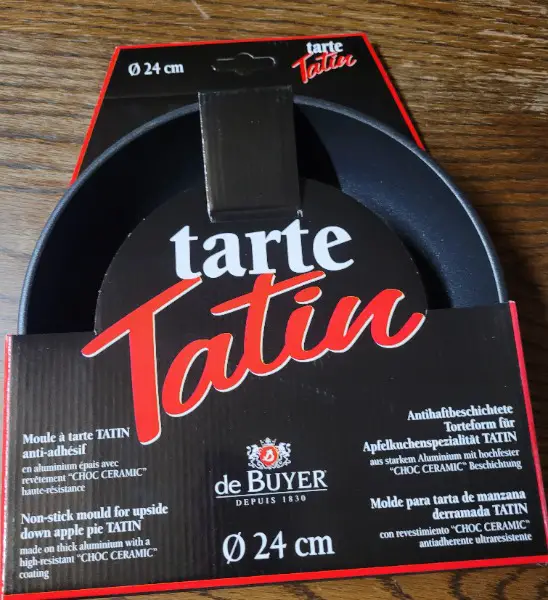 Ø 24 cm
tarte
Tatin
tarte
Tatin
Moule à tarte TATIN
anti-adhésif
en aluminium épais avec
revêtement "CHOC CERAMIC"
haute-résistance
Non-stick mould for upside
down apple pie TATIN
made on thick aluminium with a
high-resistant "CHOC CERAMIC"
coating
de BUYER
DEPUIS 1830
Ø 24 cm
Antihaftbeschichtete
Torteform für
Apfelkuchenspezialität TATIN
aus starkem Aluminium mit hochfester
"CHOC CERAMIC" Beschichtung
Molde para tarta de manzana
derramada TATIN
con revestimiento "CHOC CERAMIC"
antiadherente ultraresistente